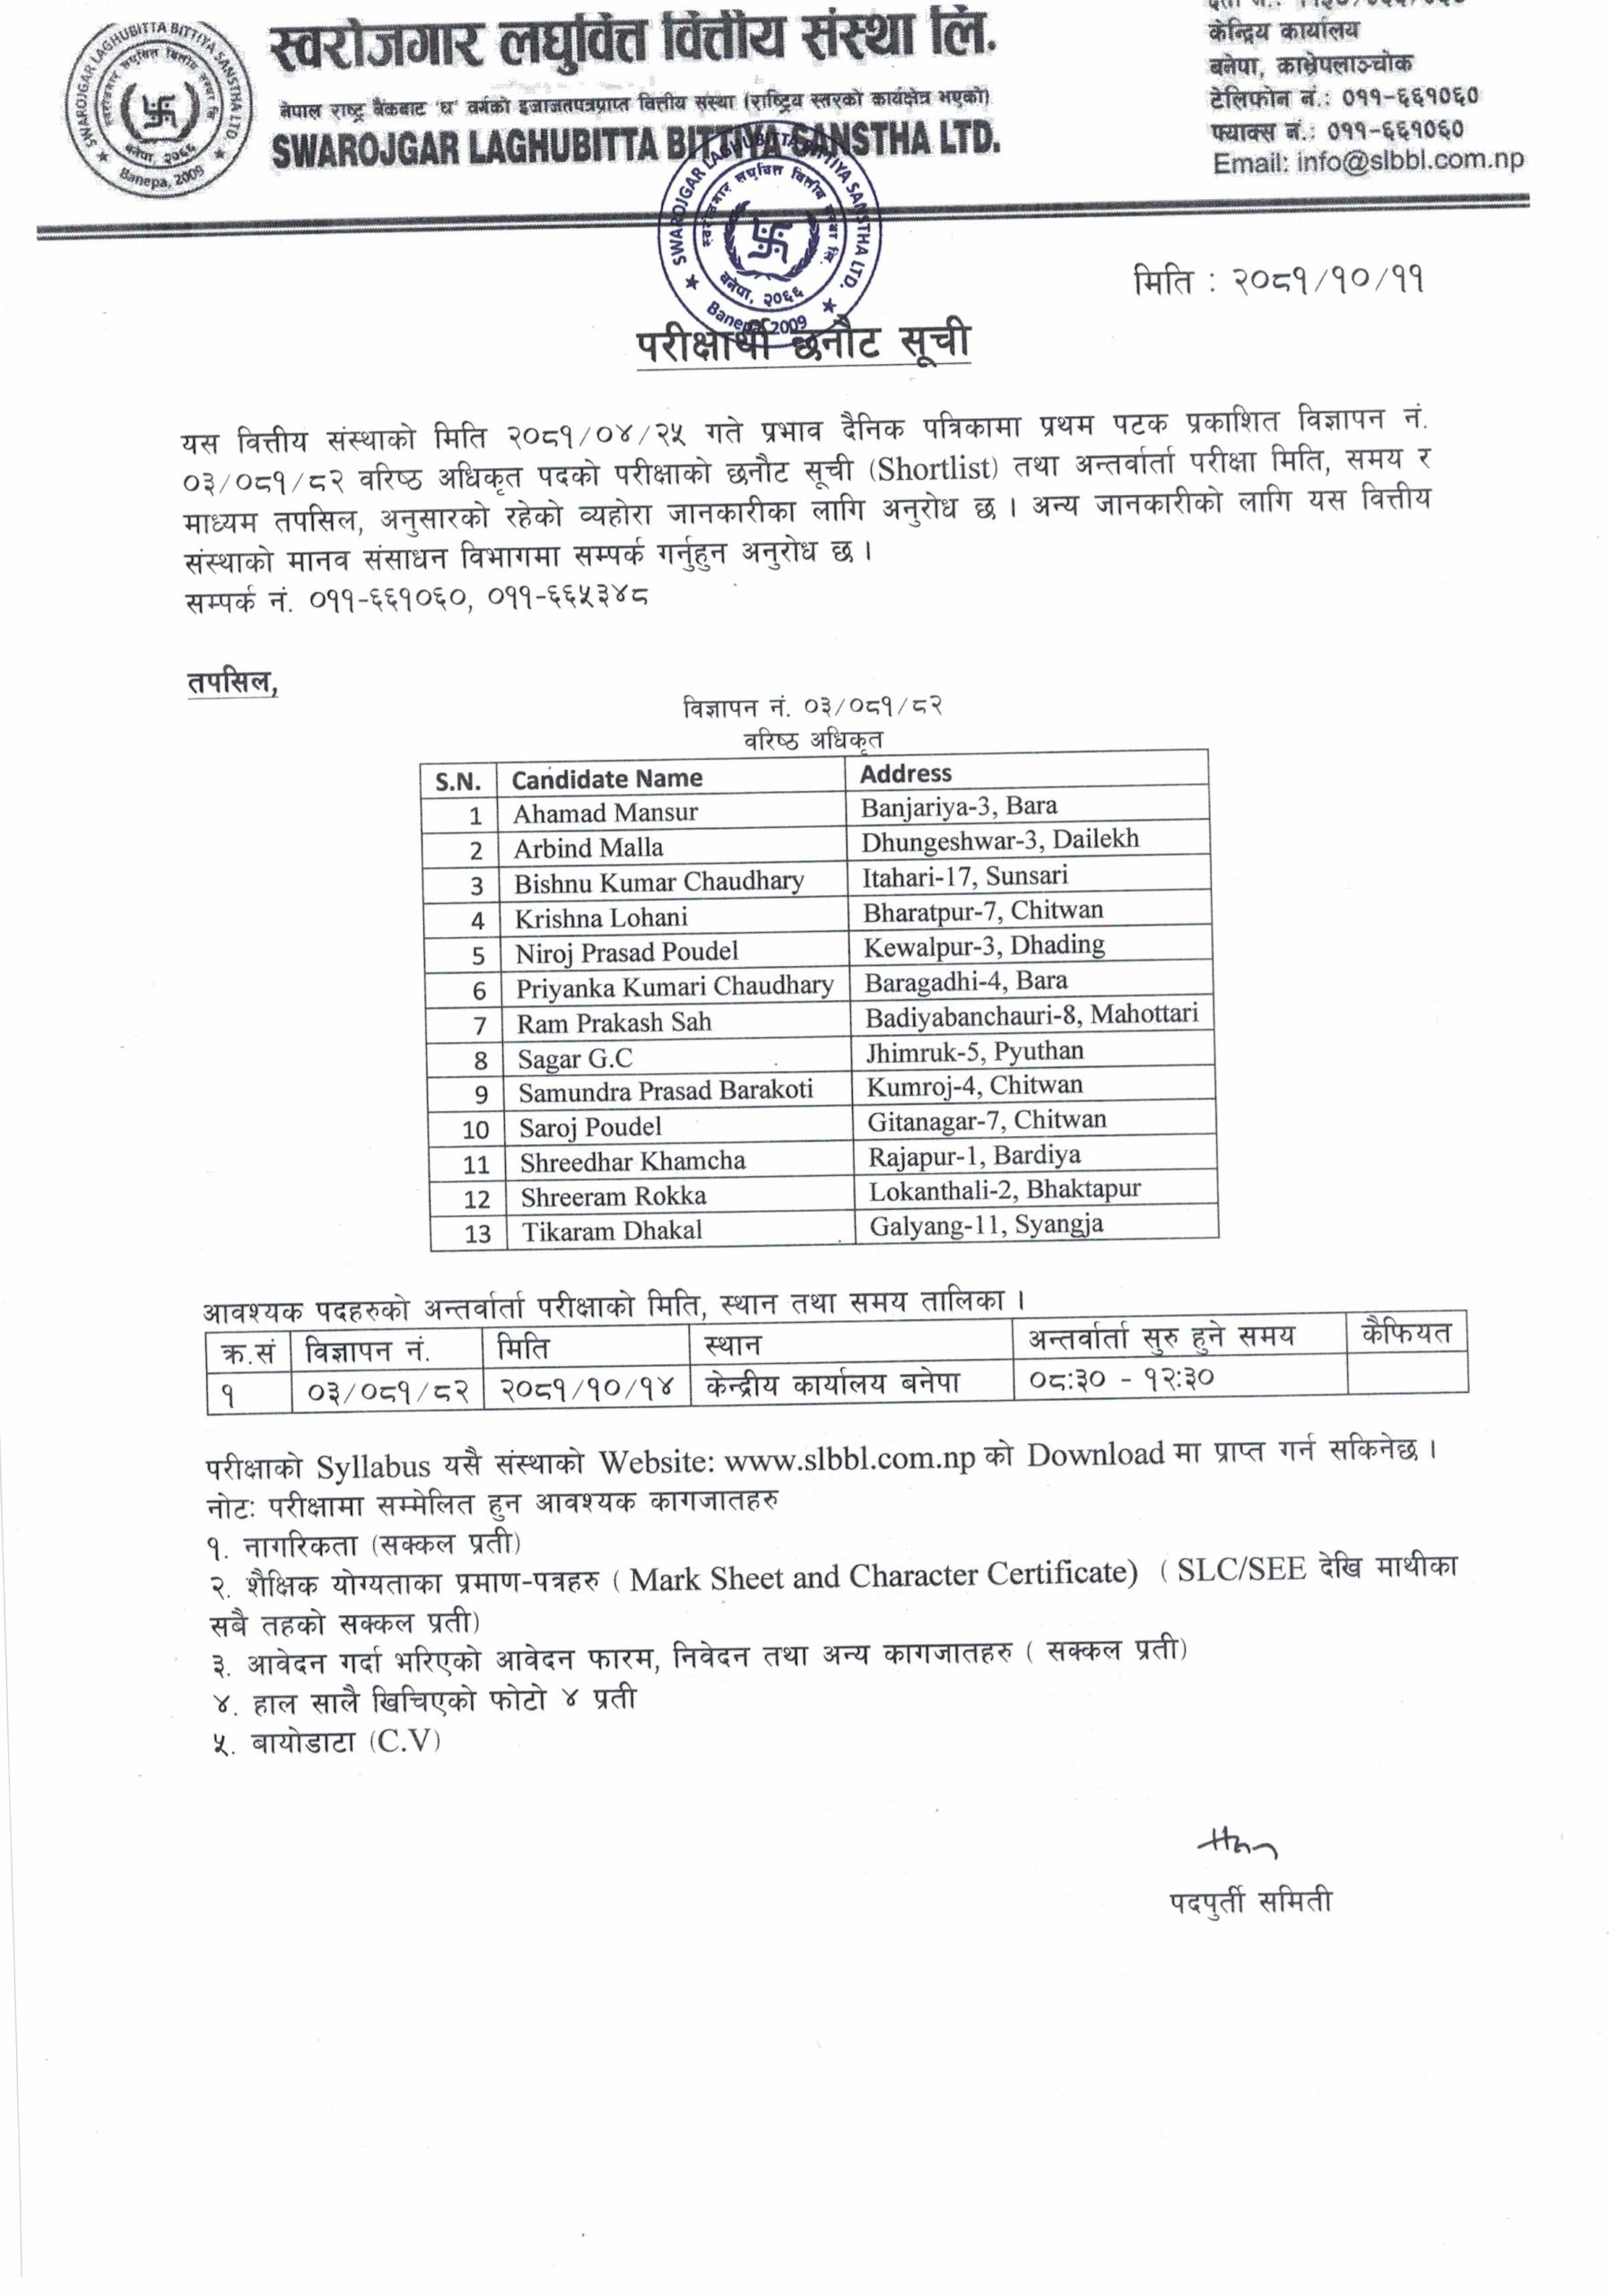 स्वरोजगार लघुवित्त वित्तीय संस्था लि.
नेपाल राष्ट्र बैंकबाट 'घ' वर्गको इजाजतपत्रप्राप्त वित्तीय संस्था (राष्ट्रिय स्तरको कार्यक्षेत्र भएको)
SWAROJGAR LAGHUBITTA BITTIYA SANSTHA LTD.
SWAROJGAR LAGHUBITTA BITTIYA SANSTHA LTD.
स्वरोजगार लघुवित्त वित्तीय संस्था लि.
बनेपा, २०६६
Banepa, 2009
केन्द्रिय कार्यालय
बनेपा, काभ्रेपलाञ्चोक
टेलिफोन नं.: ०११-६६१०६०
फ्याक्स नं.: ०११-६६१०६०
Email: info@slbbl.com.np
SWAROJGAR LAGHUBITTA BITTIYA SANSTHA LTD.
स्वरोजगार लघुवित्त वित्तीय संस्था लि.
बनेपा, २०६६
Banepa, 2009
मिति : २०८१/१०/११
परीक्षार्थी छनौट सूची
यस वित्तीय संस्थाको मिति २०८१/०४/२५ गते प्रभाव दैनिक पत्रिकामा प्रथम पटक प्रकाशित विज्ञापन नं.
०३/०८१/८२ वरिष्ठ अधिकृत पदको परीक्षाको छनौट सूची (Shortlist) तथा अन्तर्वार्ता परीक्षा मिति, समय र
माध्यम तपसिल, अनुसारको रहेको व्यहोरा जानकारीका लागि अनुरोध छ । अन्य जानकारीको लागि यस वित्तीय
संस्थाको मानव संसाधन विभागमा सम्पर्क गर्नुहुन अनुरोध छ ।
सम्पर्क नं. ०११-६६१०६०, ०११-६६५३४८
तपसिल,
विज्ञापन नं. ०३/०८१/८२
वरिष्ठ अधिकृत
S.N. Candidate Name Address
1 Ahamad Mansur Banjariya-3, Bara
2 Arbind Malla Dhungeshwar-3, Dailekh
3 Bishnu Kumar Chaudhary Itahari-17, Sunsari
4 Krishna Lohani Bharatpur-7, Chitwan
5 Niroj Prasad Poudel Kewalpur-3, Dhading
6 Priyanka Kumari Chaudhary Baragadhi-4, Bara
7 Ram Prakash Sah Badiyabanchauri-8, Mahottari
8 Sagar G.C Jhimruk-5, Pyuthan
9 Samundra Prasad Barakoti Kumroj-4, Chitwan
10 Saroj Poudel Gitanagar-7, Chitwan
11 Shreedhar Khamcha Rajapur-1, Bardiya
12 Shreeram Rokka Lokanthali-2, Bhaktapur
13 Tikaram Dhakal Galyang-11, Syangja
आवश्यक पदहरुको अन्तर्वार्ता परीक्षाको मिति, स्थान तथा समय तालिका ।
क्र.सं विज्ञापन नं. मिति स्थान अन्तर्वार्ता सुरु हुने समय कैफियत
१ ०३/०८१/८२ २०८१/१०/१४ केन्द्रीय कार्यालय बनेपा ०८:३० - १२:३०
परीक्षाको Syllabus यसै संस्थाको Website: www.slbbl.com.np को Download मा प्राप्त गर्न सकिनेछ ।
नोटः परीक्षामा सम्मेलित हुन आवश्यक कागजातहरु
१. नागरिकता (सक्कल प्रती)
२. शैक्षिक योग्यताका प्रमाण-पत्रहरु ( Mark Sheet and Character Certificate) ( SLC/SEE देखि माथीका
सबै तहको सक्कल प्रती)
३. आवेदन गर्दा भरिएको आवेदन फारम, निवेदन तथा अन्य कागजातहरु ( सक्कल प्रती)
४. हाल सालै खिचिएको फोटो ४ प्रती
५. बायोडाटा (C.V)
पदपुर्ती समिती